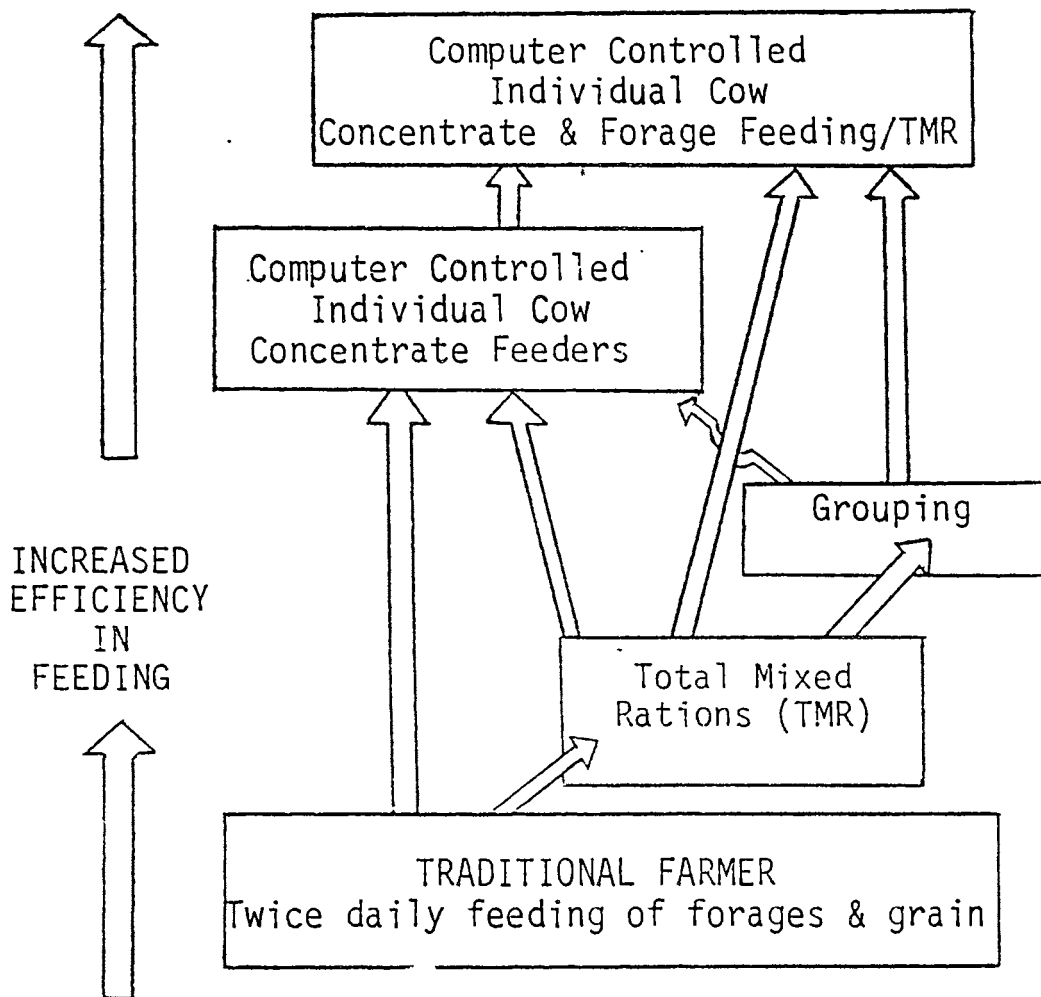 Computer Controlled
Individual Cow
Concentrate & Forage Feeding/TMR
Computer Controlled
Individual Cow
Concentrate Feeders
Grouping
INCREASED
EFFICIENCY
IN
FEEDING
Total Mixed
Rations (TMR)
TRADITIONAL FARMER
Twice daily feeding of forages & grain